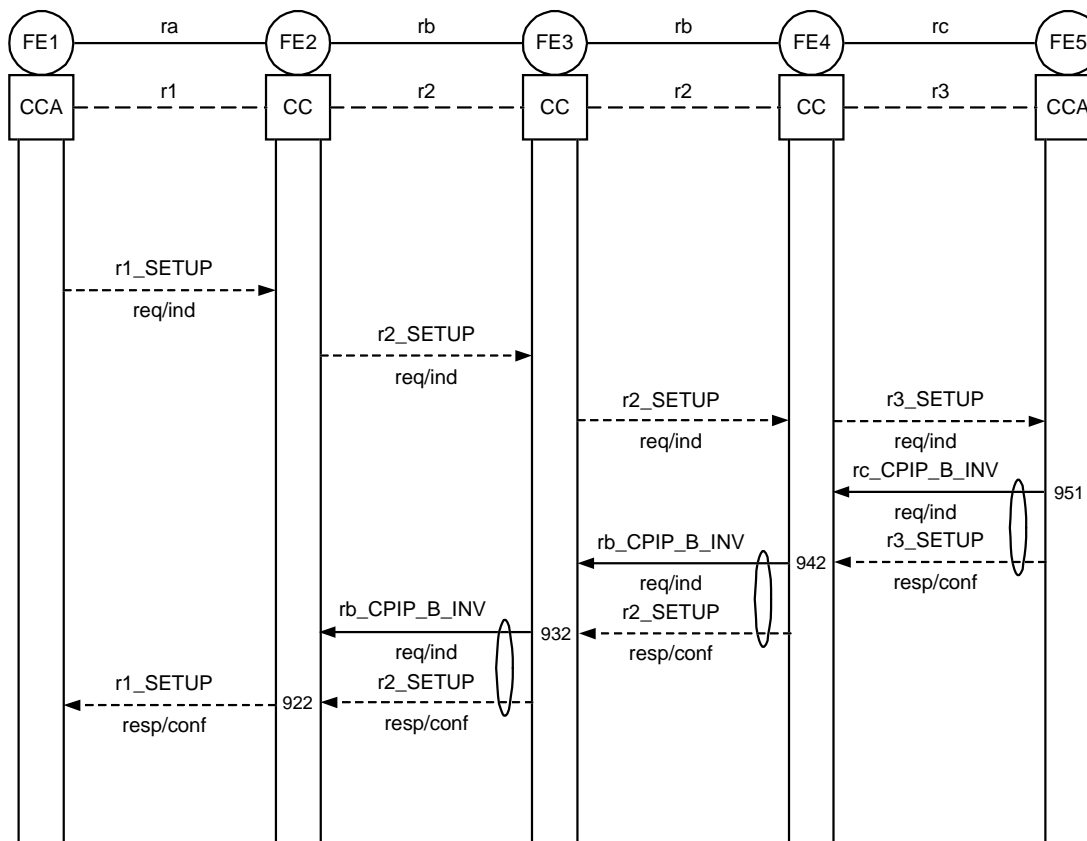 FE1 ra FE2 rb FE3 rb FE4 rc FE5
CCA r1 CC r2 CC r2 CC r3 CCA
r1_SETUP
req/ind
r2_SETUP
req/ind
r2_SETUP r3_SETUP
req/ind req/ind
rc_CPIP_B_INV
951
req/ind
r3_SETUP
rb_CPIP_B_INV
942
resp/conf
req/ind
rb_CPIP_B_INV
r2_SETUP
932
req/ind
resp/conf
r1_SETUP r2_SETUP
922
resp/conf resp/conf